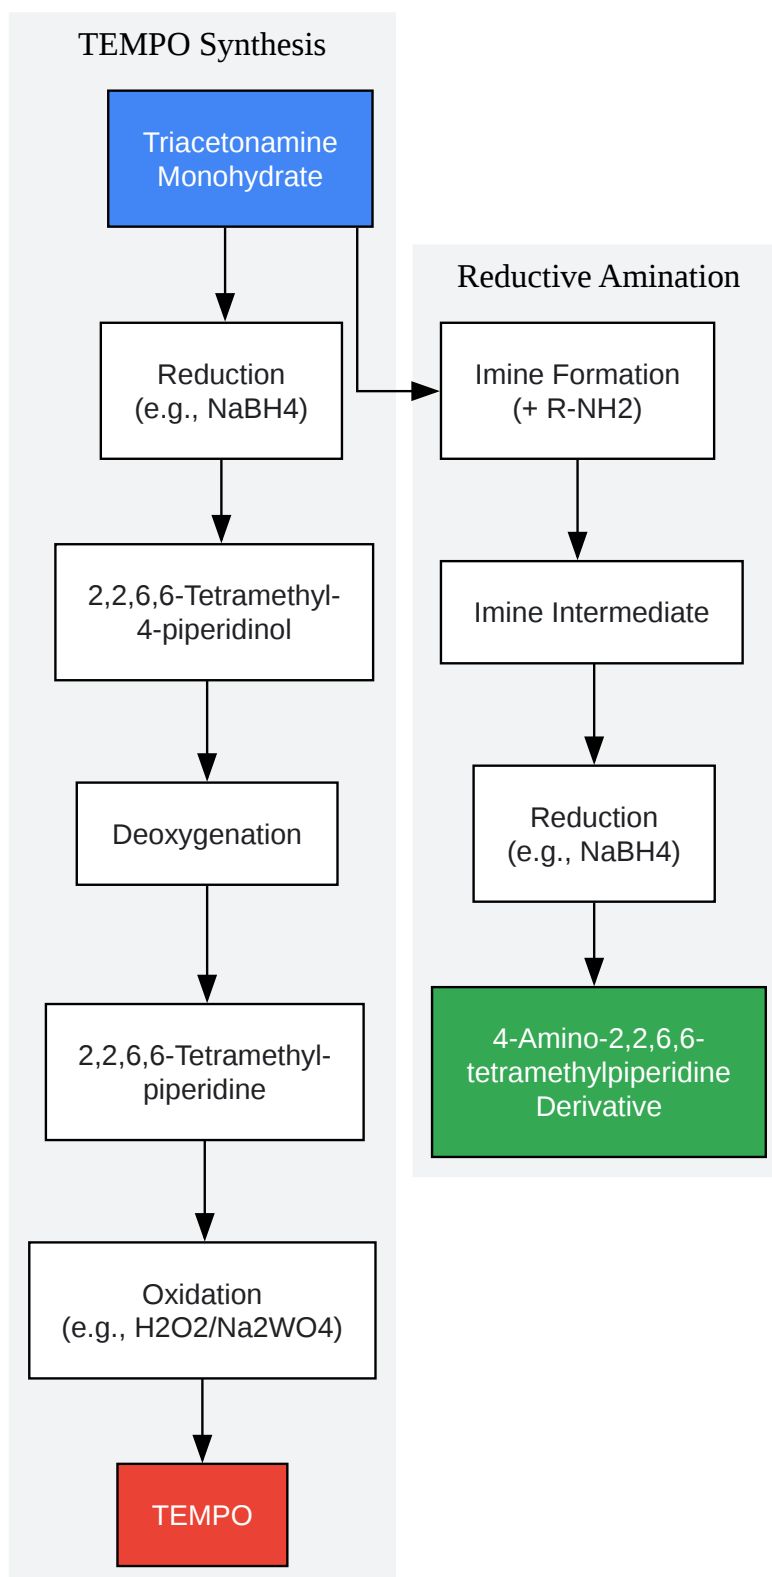 TEMPO Synthesis
Triacetonamine
Monohydrate
Reduction
(e.g., NaBH4)
2,2,6,6-Tetramethyl-
4-piperidinol
Deoxygenation
2,2,6,6-Tetramethyl-
piperidine
Oxidation
(e.g., H2O2/Na2WO4)
TEMPO
Reductive Amination
Imine Formation
(+ R-NH2)
Imine Intermediate
Reduction
(e.g., NaBH4)
4-Amino-2,2,6,6-
tetramethylpiperidine
Derivative